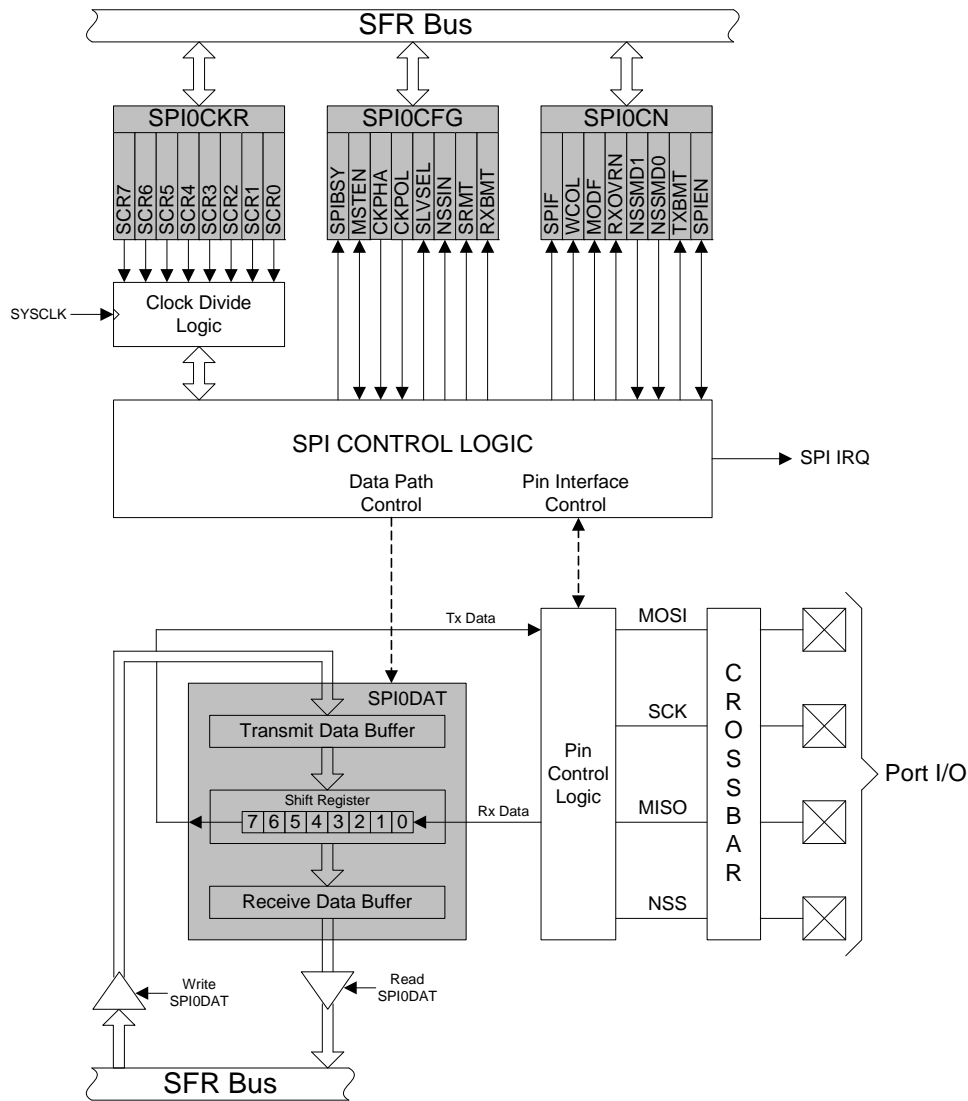 SFR Bus
SPI0CKR
SCR7
SCR6
SCR5
SCR4
SCR3
SCR2
SCR1
SCR0
SPI0CFG
SPIBSY
MSTEN
CKPHA
CKPOL
SLVSEL
NSSIN
SRMT
RXBMT
SPI0CN
SPIF
WCOL
MODF
RXOVRN
NSSMD1
NSSMD0
TXBMT
SPIEN
SYSCLK
Clock Divide
Logic
SPI CONTROL LOGIC
Data Path
Control
Pin Interface
Control
SPI IRQ
Tx Data
SPI0DAT
Transmit Data Buffer
Shift Register
7 6 5 4 3 2 1 0
Rx Data
Receive Data Buffer
Pin
Control
Logic
MOSI
SCK
MISO
NSS
CROSSBAR
Port I/O
Write
SPI0DAT
Read
SPI0DAT
SFR Bus